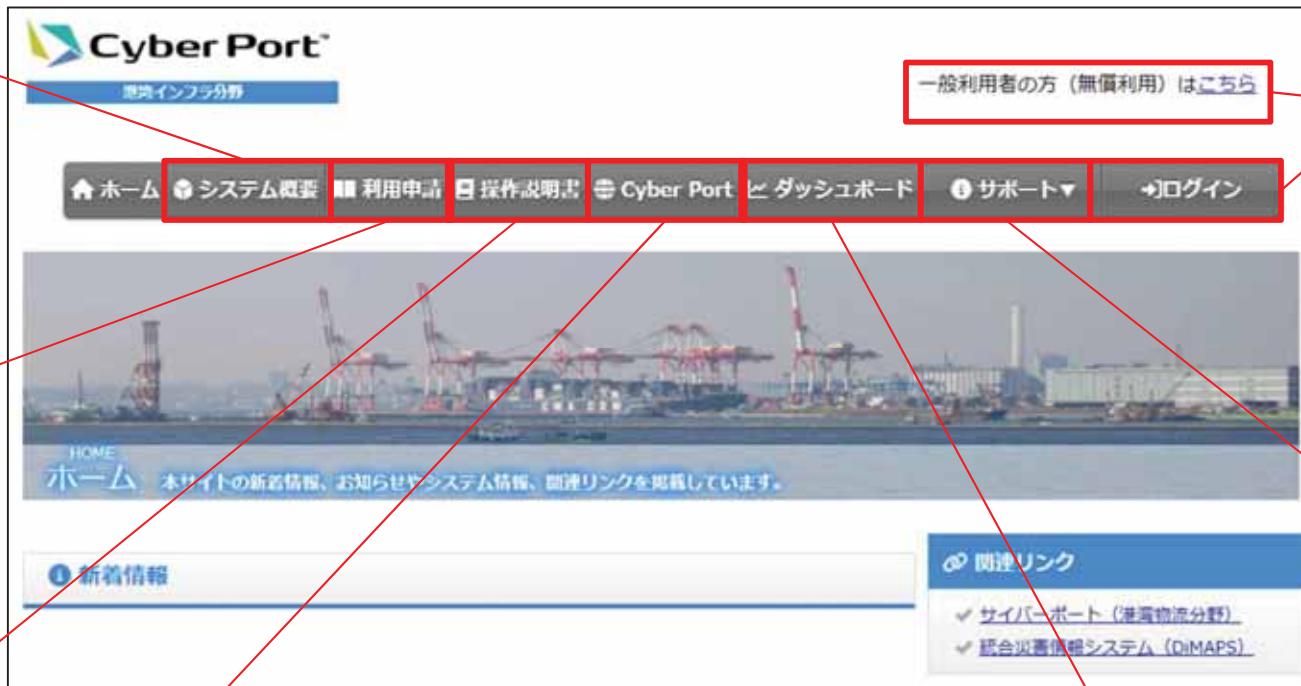 Cyber Port™
港湾インフラ分野
一般利用者の方（無償利用）はこちら
ホーム システム概要 利用申請 操作説明書 Cyber Port ダッシュボード サポート▼ ログイン
HOME
ホーム 本サイトの新着情報、お知らせやシステム情報、関連リンクを掲載しています。
新着情報
関連リンク
サイバーポート（港湾物流分野）
統合災害情報システム（DiMAPS）